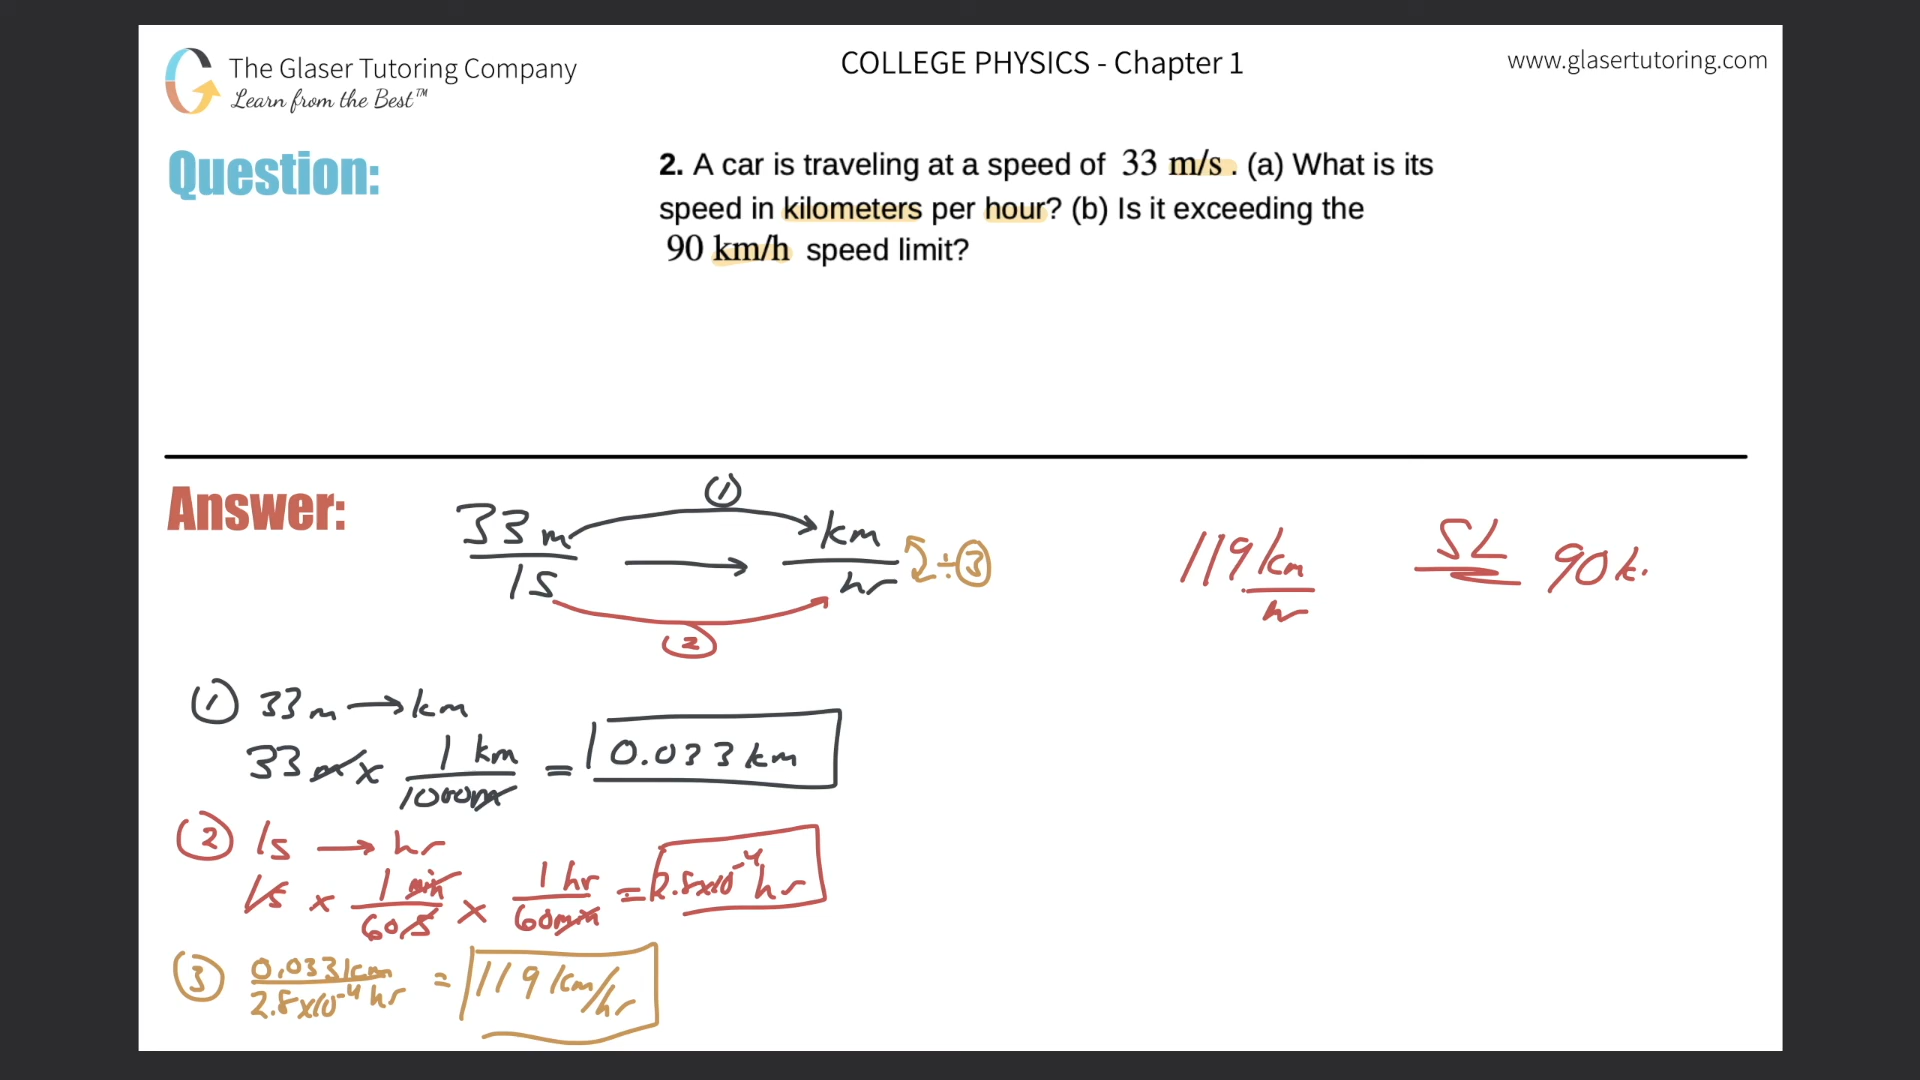 The Glaser Tutoring Company
Learn from the Best™
COLLEGE PHYSICS - Chapter 1
www.glasertutoring.com
Question:
2. A car is traveling at a speed of 33 m/s . (a) What is its
speed in kilometers per hour? (b) Is it exceeding the
90 km/h speed limit?
Answer:
①
33 m → km
1s → hr ÷ ③
②
119 km
hr
SL 90 k.
① 33 m → km
33 m x 1 km = 0.033 km
1000m
② 1s → hr
1s x 1 min x 1 hr = 2.8x10⁻⁴ hr
60 s 60 min
③ 0.033 km = 119 km/hr
2.8x10⁻⁴ hr